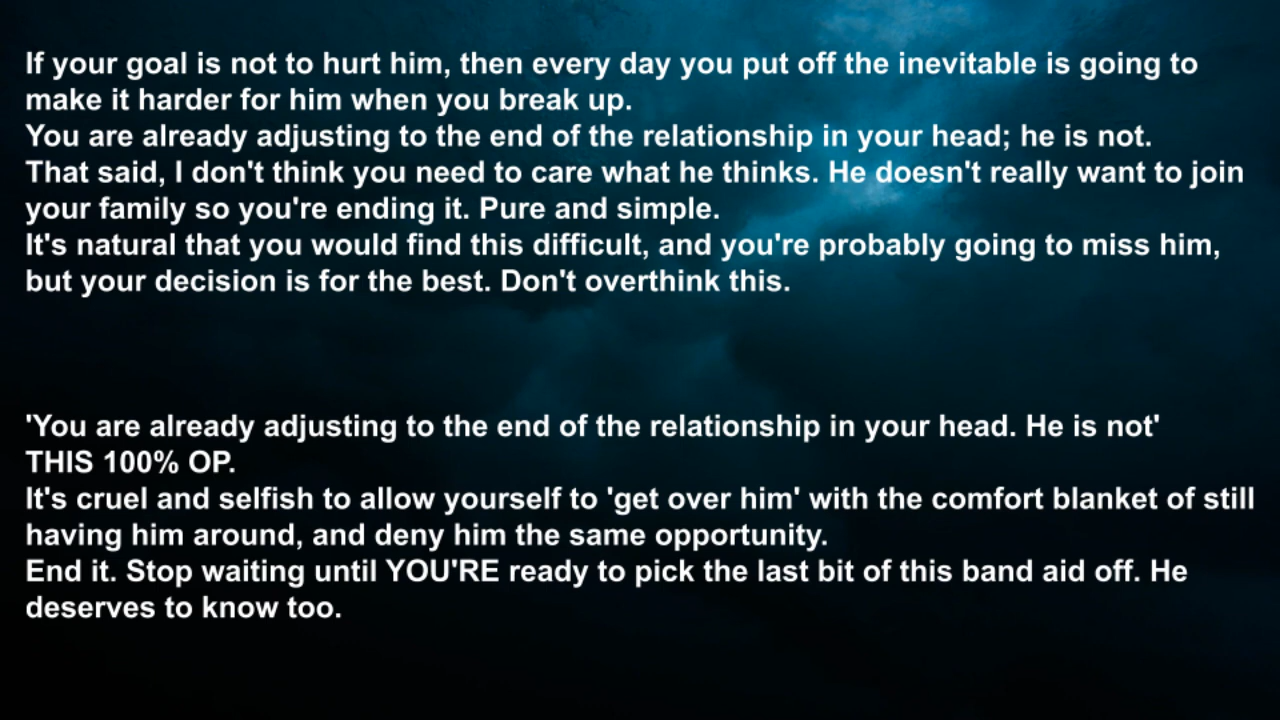 If your goal is not to hurt him, then every day you put off the inevitable is going to
make it harder for him when you break up.
You are already adjusting to the end of the relationship in your head; he is not.
That said, I don't think you need to care what he thinks. He doesn't really want to join
your family so you're ending it. Pure and simple.
It's natural that you would find this difficult, and you're probably going to miss him,
but your decision is for the best. Don't overthink this.
'You are already adjusting to the end of the relationship in your head. He is not'
THIS 100% OP.
It's cruel and selfish to allow yourself to 'get over him' with the comfort blanket of still
having him around, and deny him the same opportunity.
End it. Stop waiting until YOU'RE ready to pick the last bit of this band aid off. He
deserves to know too.